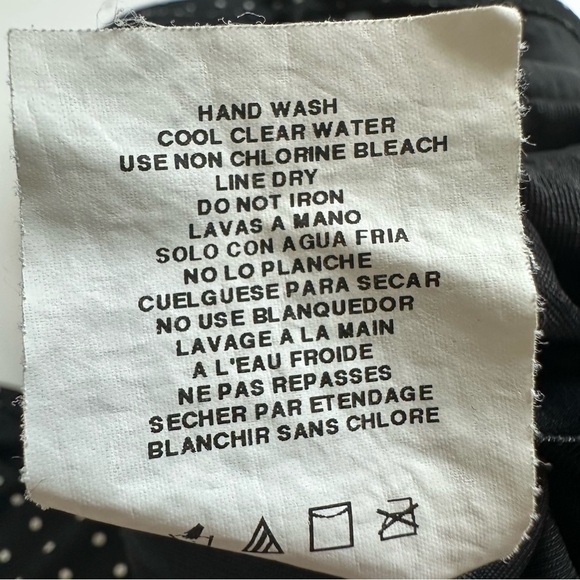 HAND WASH
COOL CLEAR WATER
USE NON CHLORINE BLEACH
LINE DRY
DO NOT IRON
LAVAS A MANO
SOLO CON AGUA FRIA
NO LO PLANCHE
CUELGUESE PARA SECAR
NO USE BLANQUEDOR
LAVAGE A LA MAIN
A L'EAU FROIDE
NE PAS REPASSES
SECHER PAR ETENDAGE
BLANCHIR SANS CHLORE